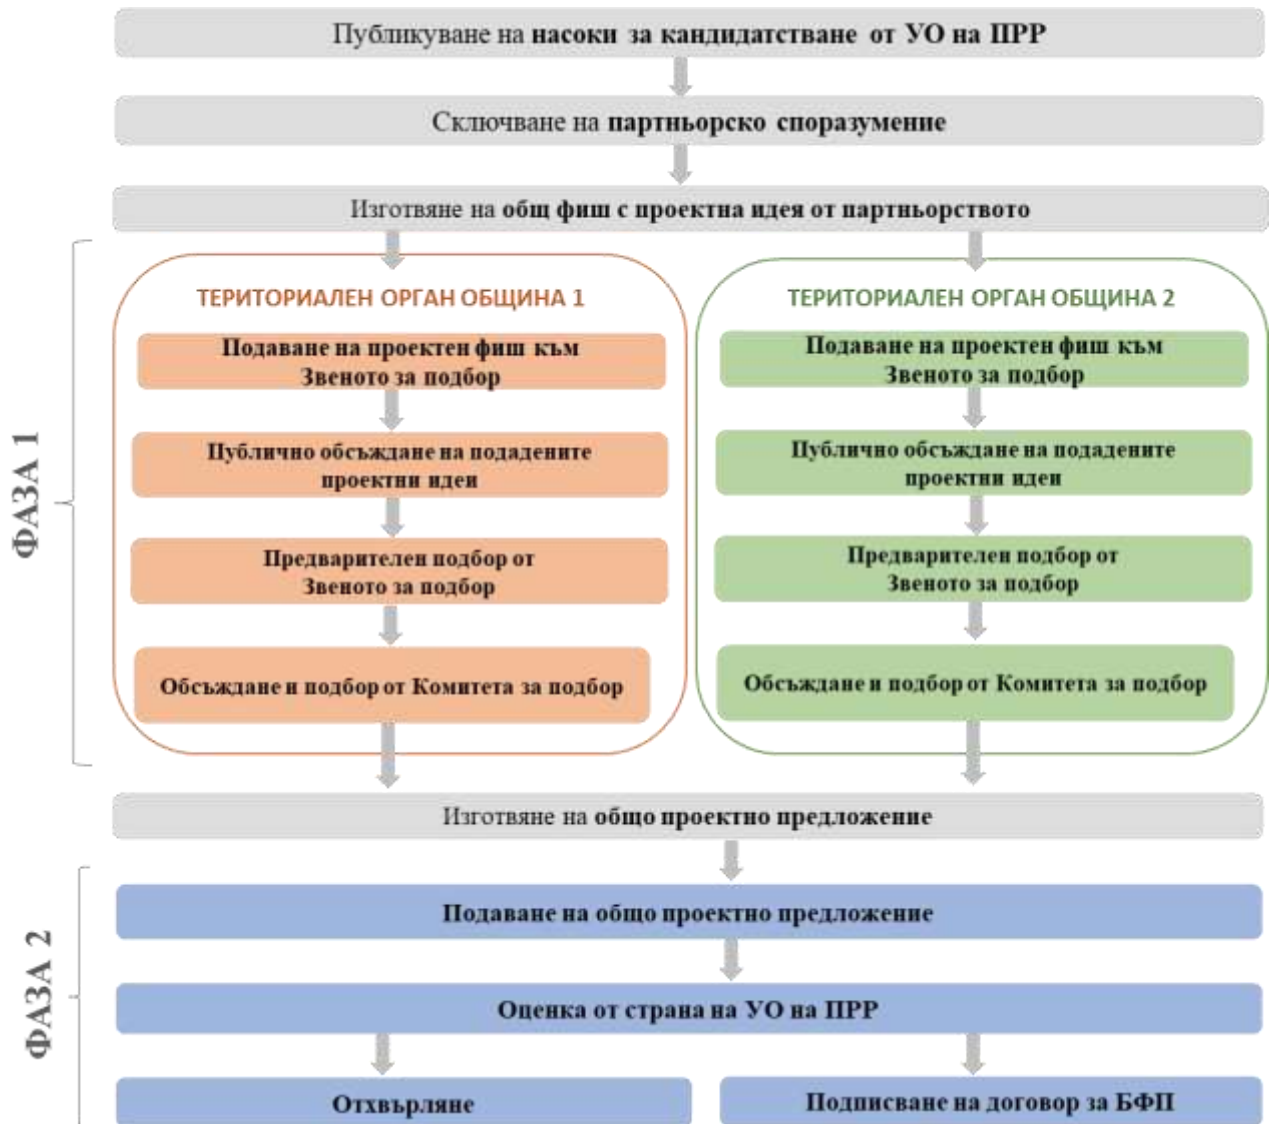 Публикуване на насоки за кандидатстване от УО на ПРР
Сключване на партньорско споразумение
Изготвяне на общ фиш с проектна идея от партньорството
ФАЗА 1
ТЕРИТОРИАЛЕН ОРГАН ОБЩИНА 1
Подаване на проектен фиш към
Звеното за подбор
Публично обсъждане на подадените
проектни идеи
Предварителен подбор от
Звеното за подбор
Обсъждане и подбор от Комитета за подбор
ТЕРИТОРИАЛЕН ОРГАН ОБЩИНА 2
Подаване на проектен фиш към
Звеното за подбор
Публично обсъждане на подадените
проектни идеи
Предварителен подбор от
Звеното за подбор
Обсъждане и подбор от Комитета за подбор
Изготвяне на общо проектно предложение
ФАЗА 2
Подаване на общо проектно предложение
Оценка от страна на УО на ПРР
Отхвърляне
Подписване на договор за БФП